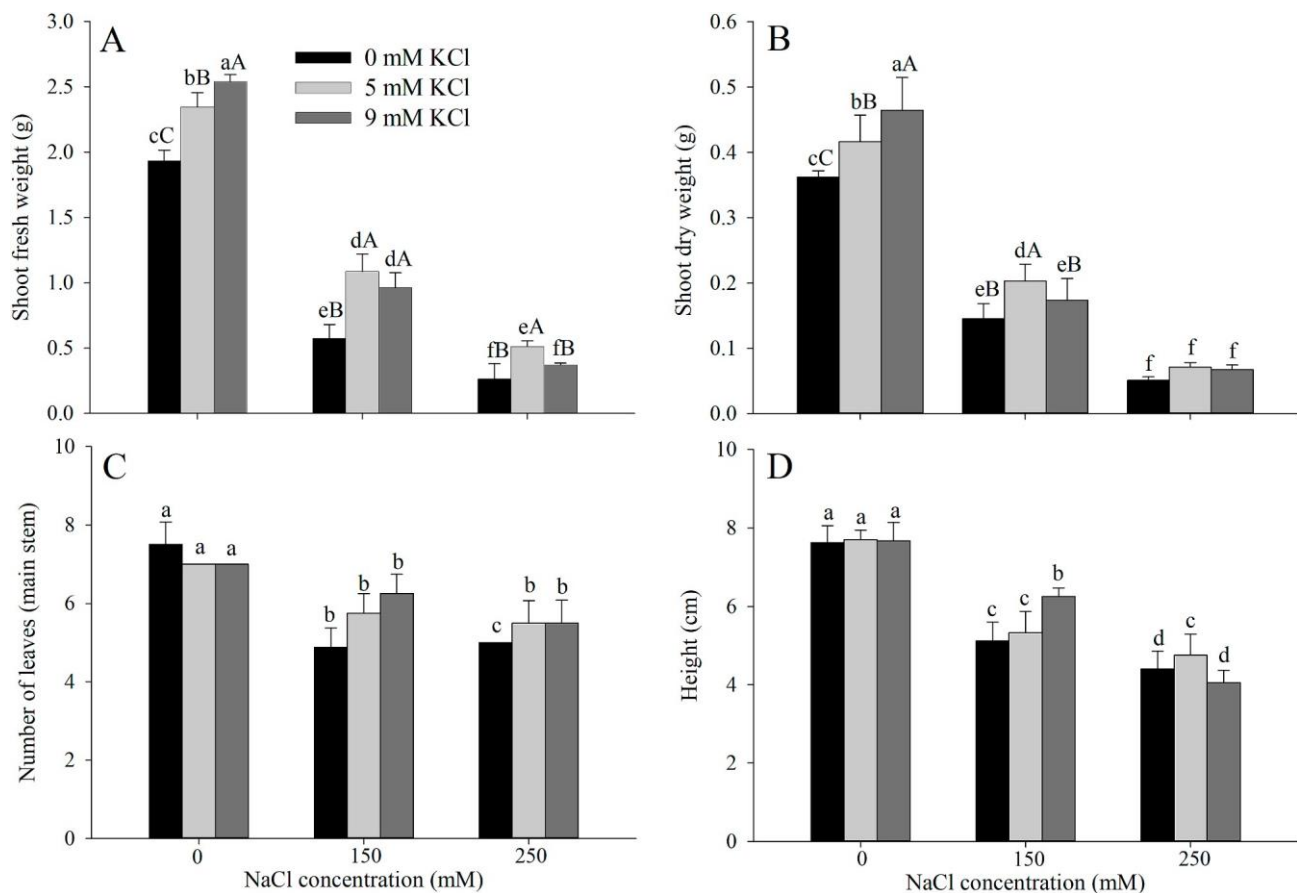 A
0 mM KCl
5 mM KCl
9 mM KCl
Shoot fresh weight (g)
3.0
2.5
2.0
1.5
1.0
0.5
0.0
cC
bB
aA
eB
dA
dA
fB
eA
fB
B
Shoot dry weight (g)
0.6
0.5
0.4
0.3
0.2
0.1
0.0
cC
bB
aA
eB
dA
eB
f
f
f
C
Number of leaves (main stem)
10
8
6
4
2
0
a
a
a
b
b
b
c
b
b
0
150
250
NaCl concentration (mM)
D
Height (cm)
10
8
6
4
2
0
a
a
a
c
c
b
d
c
d
0
150
250
NaCl concentration (mM)